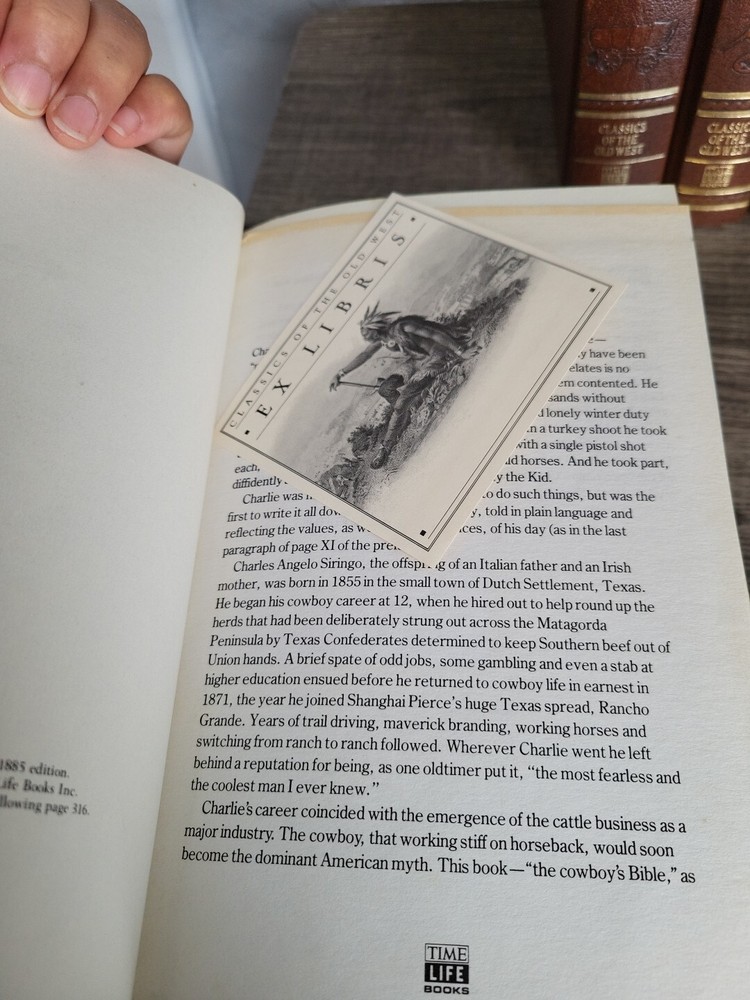 CLASSICS
OF THE
OLD WEST
CLASSICS
OF THE
OLD WEST
CLASSICS OF THE OLD WEST
EX LIBRIS
1885 edition.
Life Books Inc.
llowing page 316.
y have been
elates is no
em contented. He
sands without
lonely winter duty
n a turkey shoot he took
with a single pistol shot
each, horses. And he took part,
diffidently y the Kid.
Charlie was to do such things, but was the
first to write it all dow , told in plain language and
reflecting the values, as w ces, of his day (as in the last
paragraph of page XI of the pre
Charles Angelo Siringo, the offspring of an Italian father and an Irish
mother, was born in 1855 in the small town of Dutch Settlement, Texas.
He began his cowboy career at 12, when he hired out to help round up the
herds that had been deliberately strung out across the Matagorda
Peninsula by Texas Confederates determined to keep Southern beef out of
Union hands. A brief spate of odd jobs, some gambling and even a stab at
higher education ensued before he returned to cowboy life in earnest in
1871, the year he joined Shanghai Pierce's huge Texas spread, Rancho
Grande. Years of trail driving, maverick branding, working horses and
switching from ranch to ranch followed. Wherever Charlie went he left
behind a reputation for being, as one oldtimer put it, “the most fearless and
the coolest man I ever knew.”
Charlie's career coincided with the emergence of the cattle business as a
major industry. The cowboy, that working stiff on horseback, would soon
become the dominant American myth. This book—“the cowboy's Bible,” as
TIME
LIFE
BOOKS